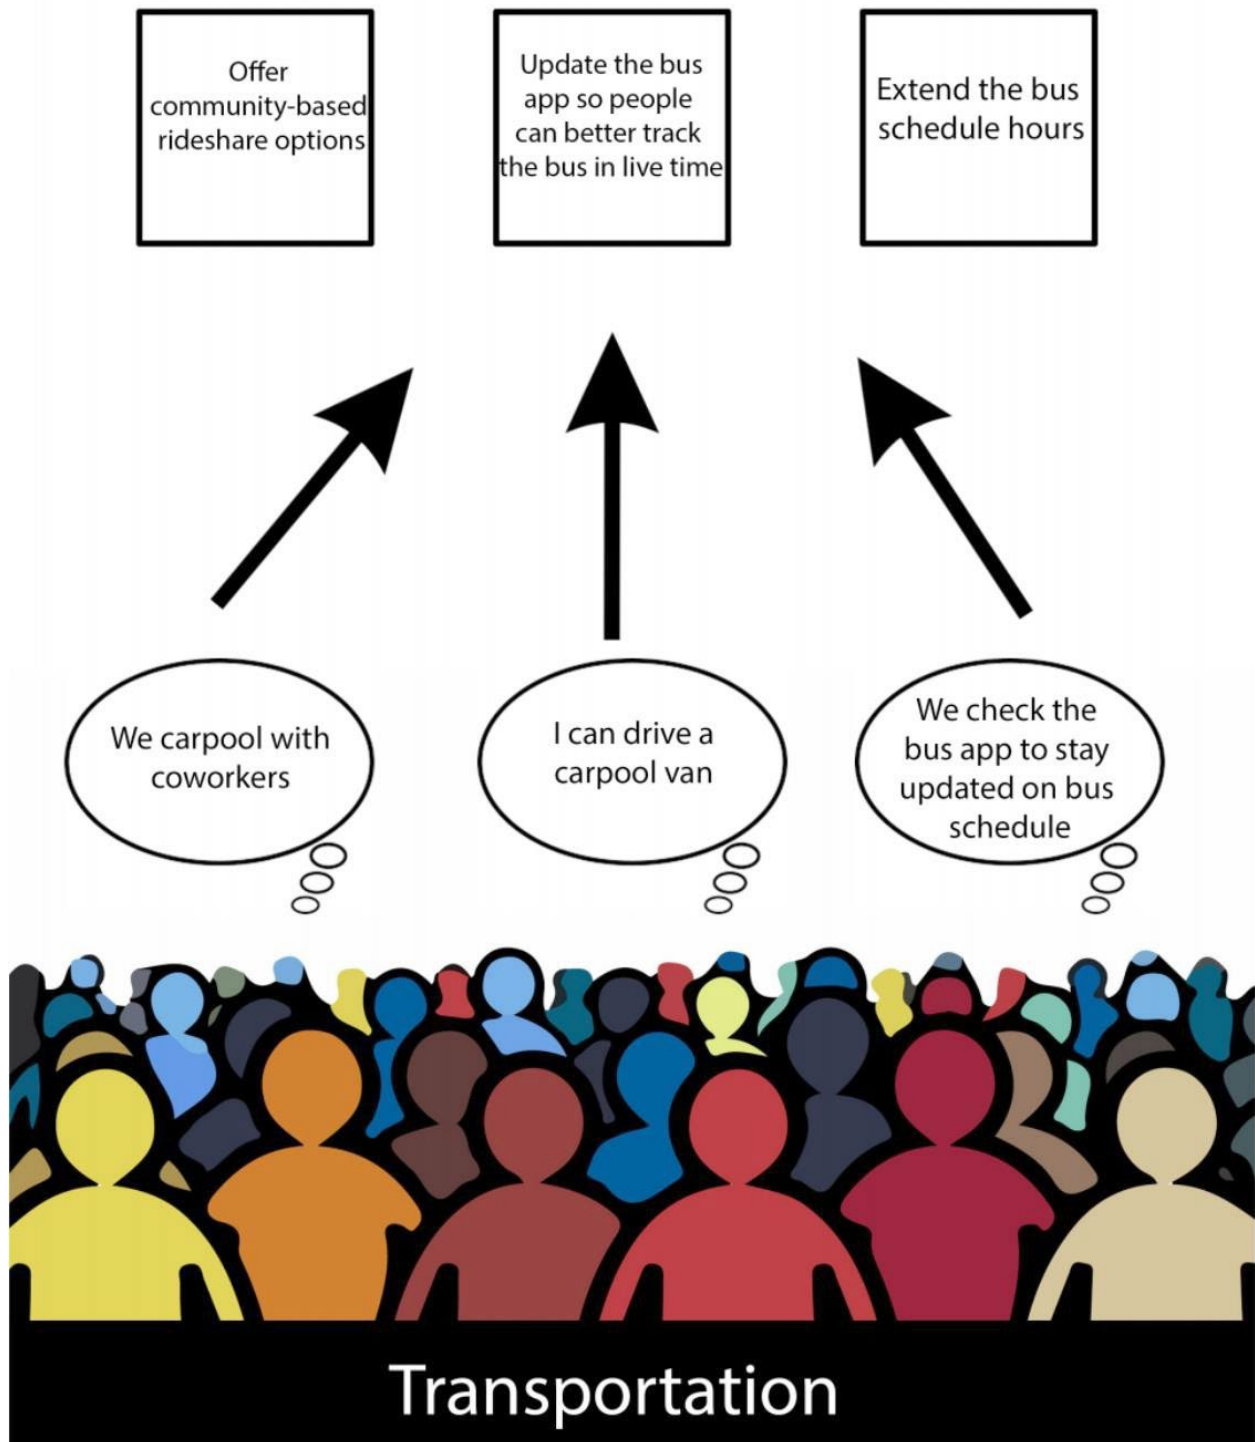 Offer
community-based
rideshare options
Update the bus
app so people
can better track
the bus in live time
Extend the bus
schedule hours
We carpool with
coworkers
I can drive a
carpool van
We check the
bus app to stay
updated on bus
schedule
Transportation